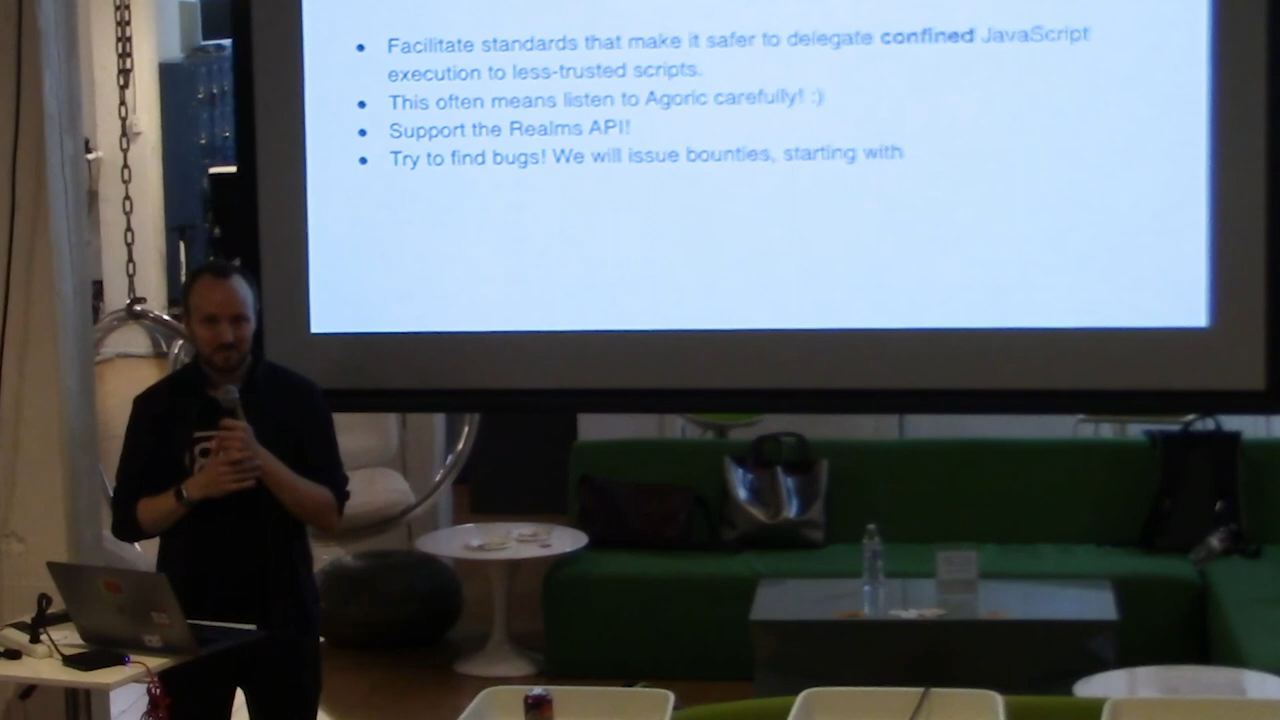 • Facilitate standards that make it safer to delegate confined JavaScript
execution to less-trusted scripts.
• This often means listen to Agoric carefully! :)
• Support the Realms API!
• Try to find bugs! We will issue bounties, starting with